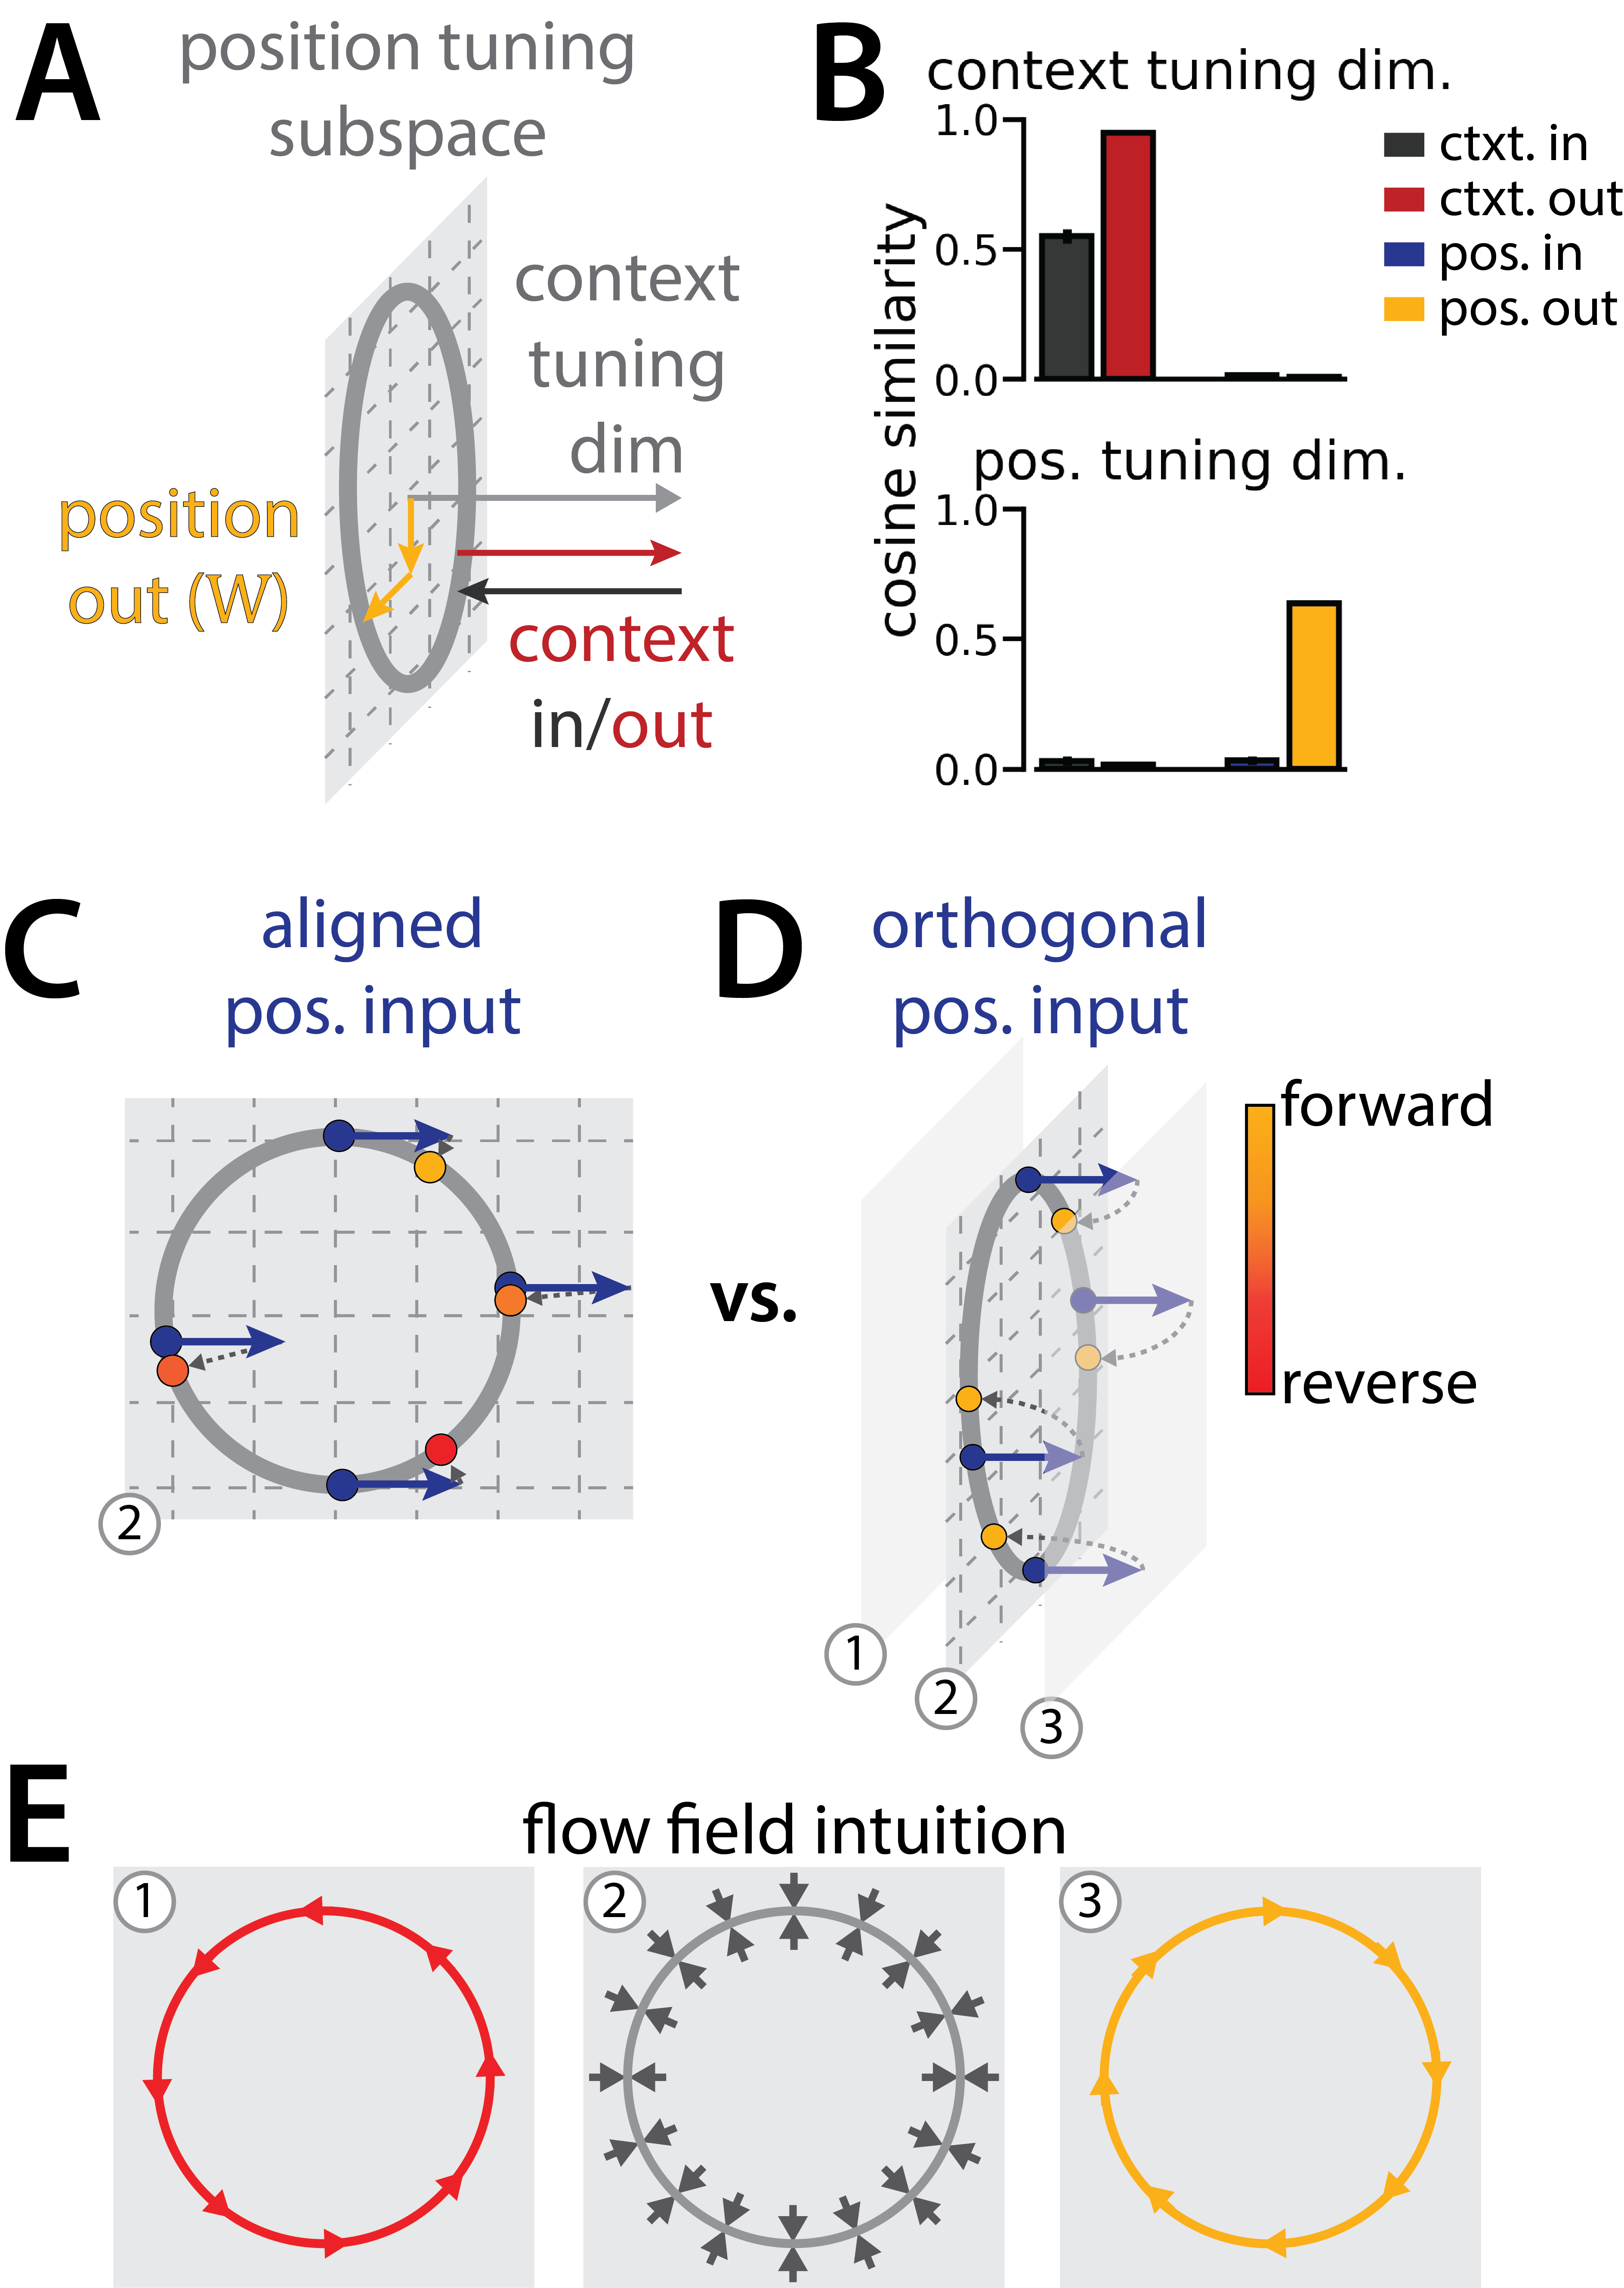 A
position tuning
subspace
context
tuning
dim
position
out (W)
context
in/out
B
context tuning dim.
1.0
0.5
0.0
cosine similarity
ctxt. in
ctxt. out
pos. in
pos. out
pos. tuning dim.
1.0
0.5
0.0
C
aligned
pos. input
2
vs.
D
orthogonal
pos. input
forward
reverse
1
2
3
E
flow field intuition
1
2
3